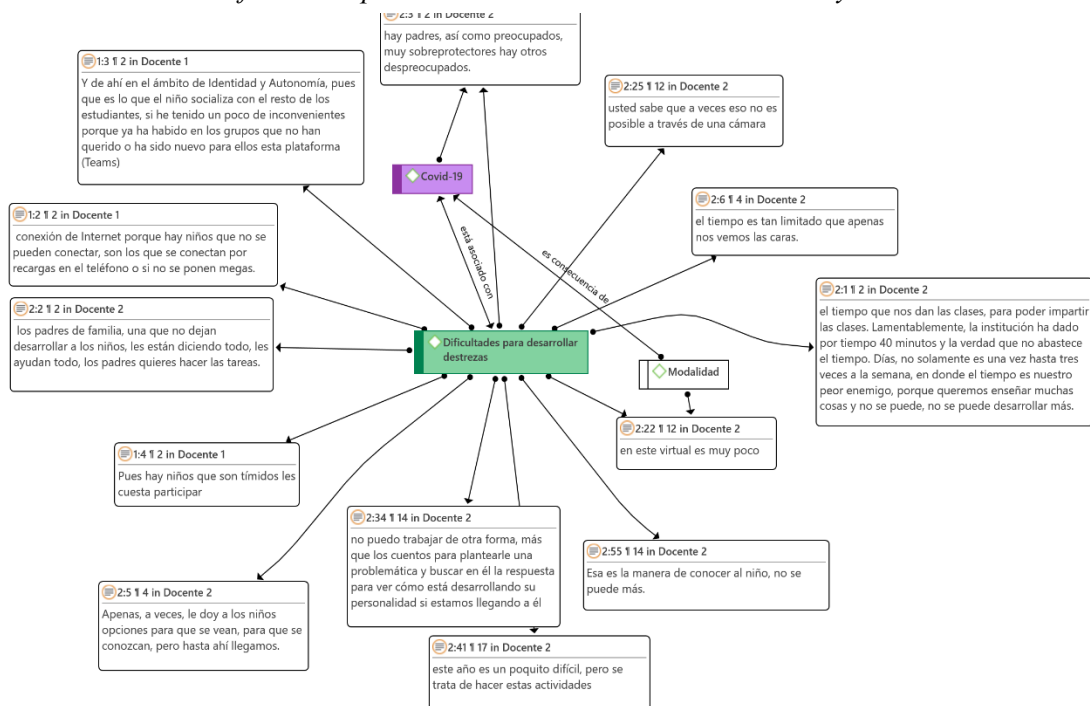 2:3 ¶ 2 in Docente 2
hay padres, así como preocupados,
muy sobreprotectores hay otros
despreocupados.
1:3 ¶ 2 in Docente 1
Y de ahí en el ámbito de Identidad y Autonomía, pues
que es lo que el niño socializa con el resto de los
estudiantes, si he tenido un poco de inconvenientes
porque ya ha habido en los grupos que no han
querido o ha sido nuevo para ellos esta plataforma
(Teams)
2:25 ¶ 12 in Docente 2
usted sabe que a veces eso no es
posible a través de una cámara
Covid-19
2:6 ¶ 4 in Docente 2
el tiempo es tan limitado que apenas
nos vemos las caras.
1:2 ¶ 2 in Docente 1
conexión de Internet porque hay niños que no se
pueden conectar, son los que se conectan por
recargas en el teléfono o si no se ponen megas.
está asociado con
es consecuencia de
2:1 ¶ 2 in Docente 2
el tiempo que nos dan las clases, para poder impartir
las clases. Lamentablemente, la institución ha dado
por tiempo 40 minutos y la verdad que no abastece
el tiempo. Días, no solamente es una vez hasta tres
veces a la semana, en donde el tiempo es nuestro
peor enemigo, porque queremos enseñar muchas
cosas y no se puede, no se puede desarrollar más.
2:2 ¶ 2 in Docente 2
los padres de familia, una que no dejan
desarrollar a los niños, les están diciendo todo, les
ayudan todo, los padres quieres hacer las tareas.
Dificultades para desarrollar
destrezas
Modalidad
2:22 ¶ 12 in Docente 2
en este virtual es muy poco
1:4 ¶ 2 in Docente 1
Pues hay niños que son tímidos les
cuesta participar
2:34 ¶ 14 in Docente 2
no puedo trabajar de otra forma, más
que los cuentos para plantearle una
problemática y buscar en él la respuesta
para ver cómo está desarrollando su
personalidad si estamos llegando a él
2:55 ¶ 14 in Docente 2
Esa es la manera de conocer al niño, no se
puede más.
2:5 ¶ 4 in Docente 2
Apenas, a veces, le doy a los niños
opciones para que se vean, para que se
conozcan, pero hasta ahí llegamos.
2:41 ¶ 17 in Docente 2
este año es un poquito difícil, pero se
trata de hacer estas actividades